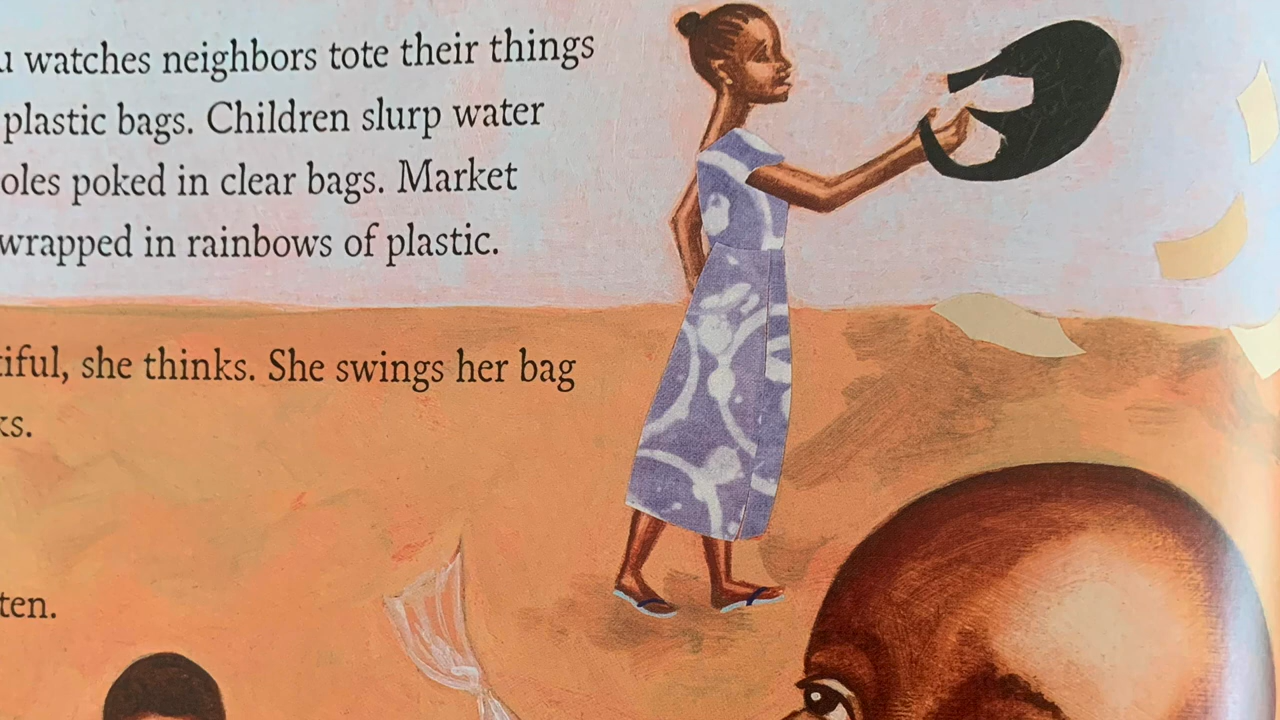 u watches neighbors tote their things
plastic bags. Children slurp water
oles poked in clear bags. Market
wrapped in rainbows of plastic.
tiful, she thinks. She swings her bag
ks.
ten.